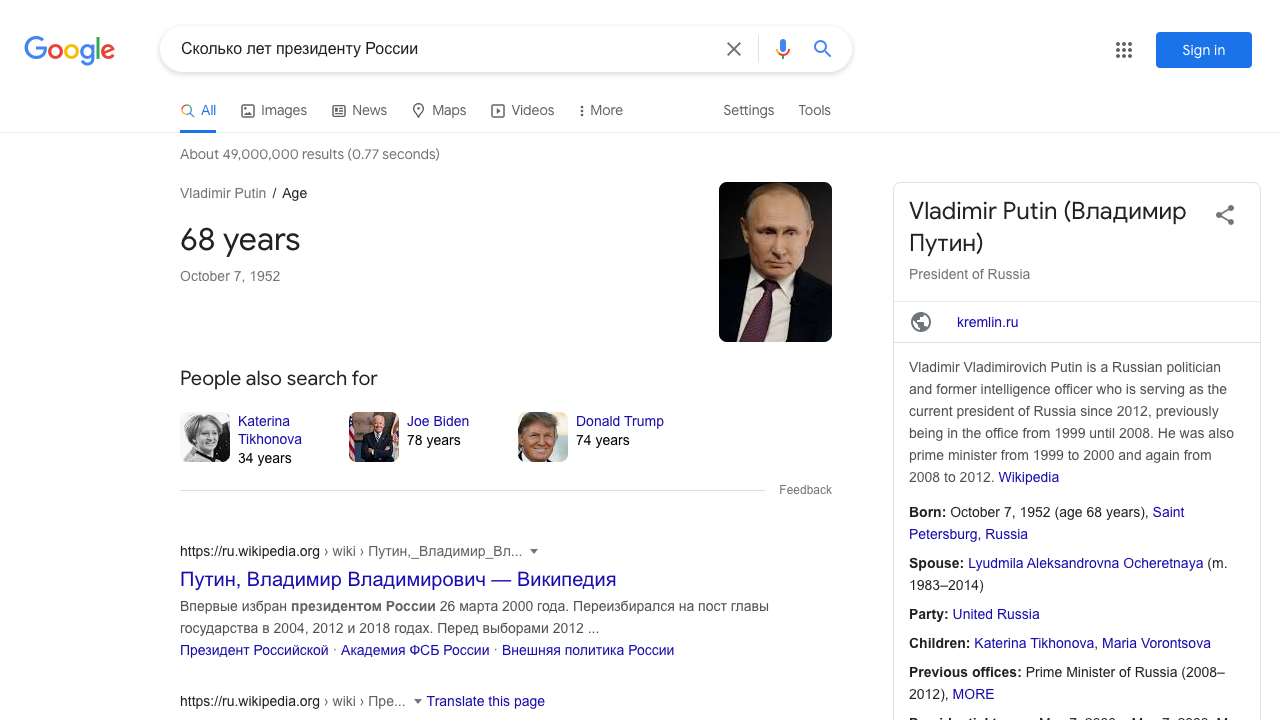 Google
Сколько лет президенту России
Sign in
All
Images
News
Maps
Videos
More
Settings
Tools
About 49,000,000 results (0.77 seconds)
Vladimir Putin / Age
68 years
October 7, 1952
People also search for
Katerina
Tikhonova
34 years
Joe Biden
78 years
Donald Trump
74 years
Feedback
https://ru.wikipedia.org › wiki › Путин,_Владимир_Вл...
Путин, Владимир Владимирович — Википедия
Впервые избран президентом России 26 марта 2000 года. Переизбирался на пост главы
государства в 2004, 2012 и 2018 годах. Перед выборами 2012 ...
Президент Российской · Академия ФСБ России · Внешняя политика России
https://ru.wikipedia.org › wiki › Пре... Translate this page
Vladimir Putin (Владимир
Путин)
President of Russia
kremlin.ru
Vladimir Vladimirovich Putin is a Russian politician
and former intelligence officer who is serving as the
current president of Russia since 2012, previously
being in the office from 1999 until 2008. He was also
prime minister from 1999 to 2000 and again from
2008 to 2012. Wikipedia
Born: October 7, 1952 (age 68 years), Saint
Petersburg, Russia
Spouse: Lyudmila Aleksandrovna Ocheretnaya (m.
1983–2014)
Party: United Russia
Children: Katerina Tikhonova, Maria Vorontsova
Previous offices: Prime Minister of Russia (2008–
2012), MORE